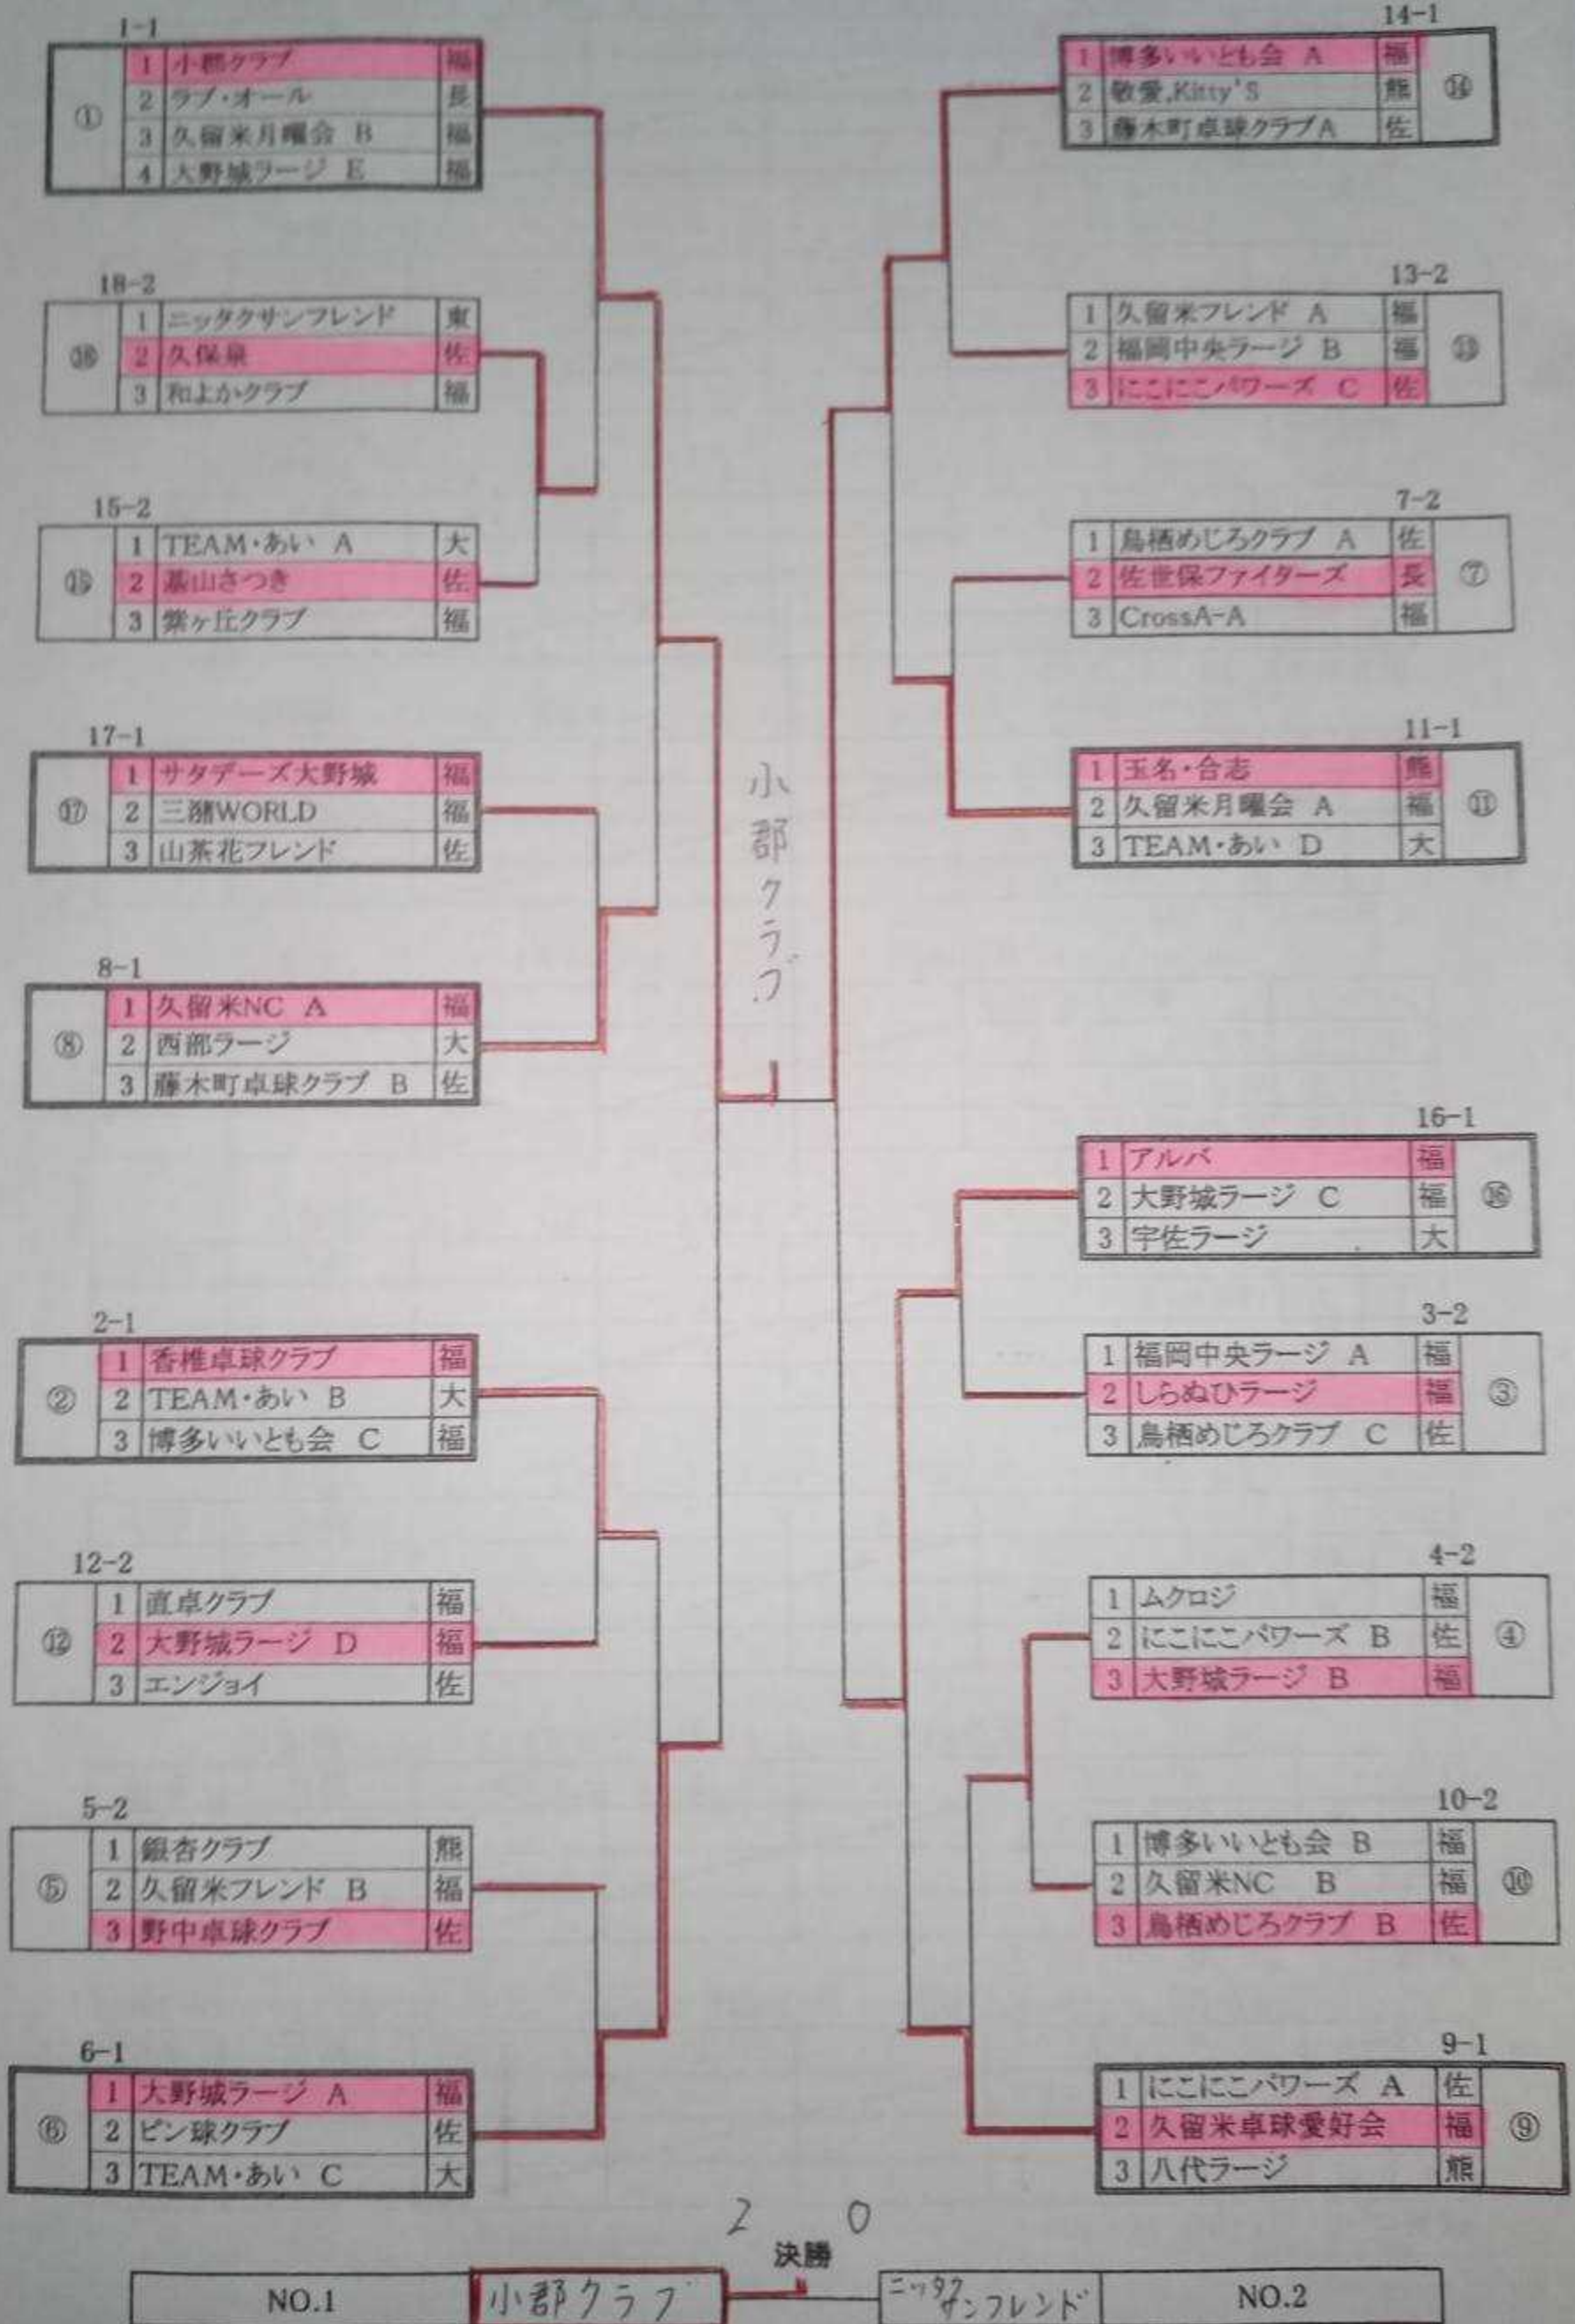 1-1
① 1 小郡クラブ 福
2 ラブ・オール 長
3 久留米月曜会 B 福
4 大野城ラージ E 福
18-2
⑱ 1 ニッタクサンフレンド 東
2 久保泉 佐
3 和よかクラブ 福
15-2
⑮ 1 TEAM・あい A 大
2 基山さつき 佐
3 紫ヶ丘クラブ 福
17-1
⑰ 1 サタデーズ大野城 福
2 三潴WORLD 福
3 山茶花フレンド 佐
8-1
⑧ 1 久留米NC A 福
2 西部ラージ 大
3 藤木町卓球クラブ B 佐
2-1
② 1 香椎卓球クラブ 福
2 TEAM・あい B 大
3 博多いいとも会 C 福
12-2
⑫ 1 直卓クラブ 福
2 大野城ラージ D 福
3 エンジョイ 佐
5-2
⑤ 1 銀杏クラブ 熊
2 久留米フレンド B 福
3 野中卓球クラブ 佐
6-1
⑥ 1 大野城ラージ A 福
2 ピン球クラブ 佐
3 TEAM・あい C 大
小郡クラブ
14-1
1 博多いいとも会 A 福 ⑭
2 敬愛,Kitty'S 熊
3 藤木町卓球クラブA 佐
13-2
1 久留米フレンド A 福 ⑬
2 福岡中央ラージ B 福
3 にこにこパワーズ C 佐
7-2
1 鳥栖めじろクラブ A 佐 ⑦
2 佐世保ファイターズ 長
3 CrossA-A 福
11-1
1 玉名・合志 熊 ⑪
2 久留米月曜会 A 福
3 TEAM・あい D 大
16-1
1 アルバ 福 ⑯
2 大野城ラージ C 福
3 宇佐ラージ 大
3-2
1 福岡中央ラージ A 福 ③
2 しらぬひラージ 福
3 鳥栖めじろクラブ C 佐
4-2
1 ムクロジ 福 ④
2 にこにこパワーズ B 佐
3 大野城ラージ B 福
10-2
1 博多いいとも会 B 福 ⑩
2 久留米NC B 福
3 鳥栖めじろクラブ B 佐
9-1
1 にこにこパワーズ A 佐 ⑨
2 久留米卓球愛好会 福
3 八代ラージ 熊
2 0
決勝
NO.1 小郡クラブ ニッタクサンフレンド NO.2